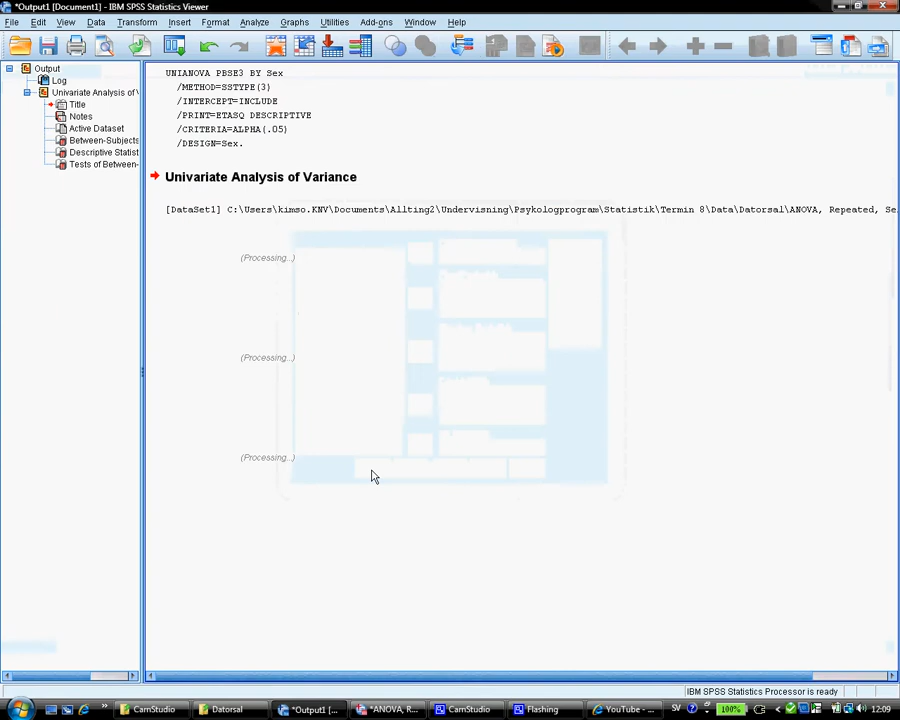 *Output1 [Document1] - IBM SPSS Statistics Viewer
File Edit View Data Transform Insert Format Analyze Graphs Utilities Add-ons Window Help
Output
Log
Univariate Analysis of V
Title
Notes
Active Dataset
Between-Subjects
Descriptive Statist
Tests of Between-
UNIANOVA PBSE3 BY Sex
/METHOD=SSTYPE(3)
/INTERCEPT=INCLUDE
/PRINT=ETASQ DESCRIPTIVE
/CRITERIA=ALPHA(.05)
/DESIGN=Sex.
Univariate Analysis of Variance
[DataSet1] C:\Users\kimso.KNV\Documents\Allting2\Undervisning\Psykologprogram\Statistik\Termin 8\Data\Datorsal\ANOVA, Repeated, Se
(Processing...)
(Processing...)
(Processing...)
IBM SPSS Statistics Processor is ready
CamStudio Datorsal *Output1 [... *ANOVA, R... CamStudio Flashing YouTube - ... SV 100% 12:09